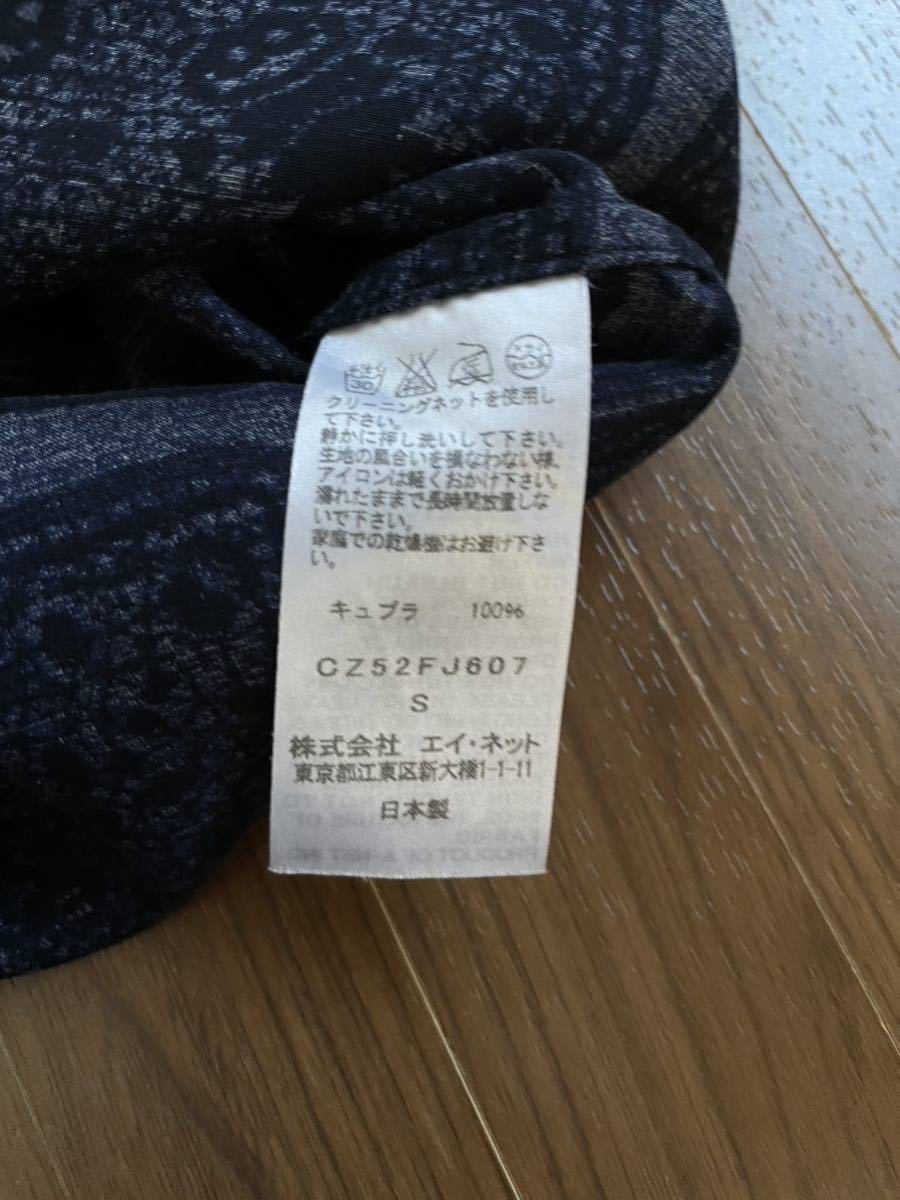 手洗イ
30
クリーニングネットを使用し
て下さい。
静かに押し洗いして下さい。
生地の風合いを損なわない様、
アイロンは軽くおかけ下さい。
濡れたままで長時間放置しな
いで下さい。
家庭での乾燥機はお避け下さ
い。
キュプラ 100%
CZ52FJ607
S
株式会社 エイ・ネット
東京都江東区新大橋1-1-11
日本製